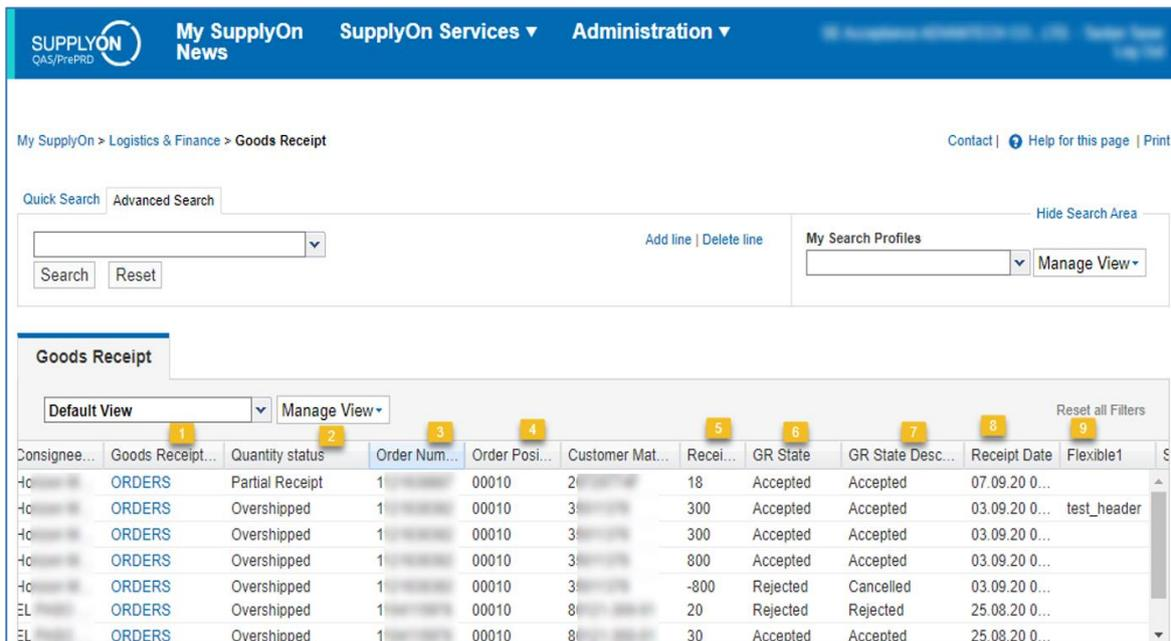 SUPPLYON
QAS/PrePRD
My SupplyOn News
SupplyOn Services ▾ Administration ▾
My SupplyOn > Logistics & Finance > Goods Receipt
Contact | Help for this page | Print
Quick Search Advanced Search
Hide Search Area
Add line | Delete line
My Search Profiles
Search Reset
Manage View
Goods Receipt
Default View Manage View
Reset all Filters
1 2 3 4 5 6 7 8 9
Consignee... Goods Receipt... Quantity status Order Num... Order Posi... Customer Mat... Recei... GR State GR State Desc... Receipt Date Flexible1 S
ORDERS Partial Receipt 00010 18 Accepted Accepted 07.09.20 0...
ORDERS Overshipped 00010 300 Accepted Accepted 03.09.20 0... test_header
ORDERS Overshipped 00010 300 Accepted Accepted 03.09.20 0...
ORDERS Overshipped 00010 800 Accepted Accepted 03.09.20 0...
ORDERS Overshipped 00010 -800 Rejected Cancelled 03.09.20 0...
EL ORDERS Overshipped 00010 20 Rejected Rejected 25.08.20 0...
EL ORDERS Overshipped 00010 30 Accepted Accepted 25.08.20 0...